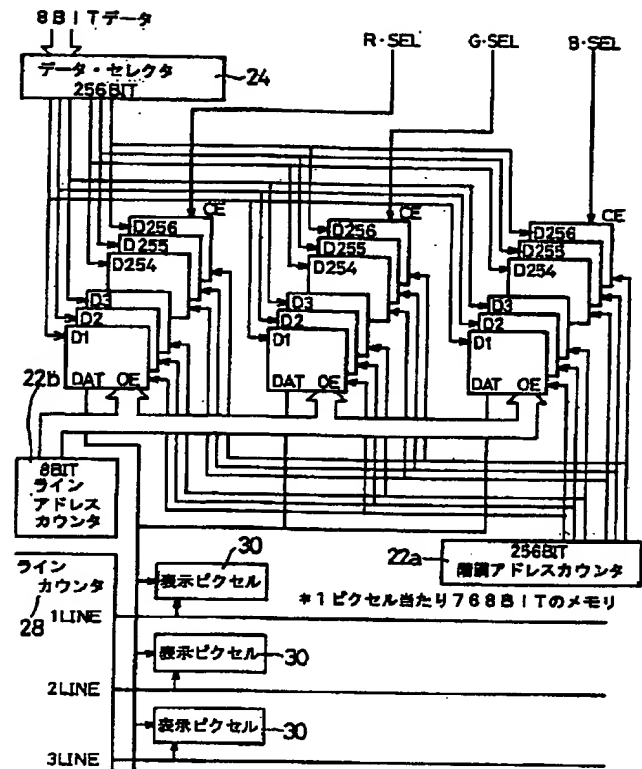 8BITデータ
データ・セレクタ
256BIT
24
R・SEL
G・SEL
B・SEL
CE
D256
D255
D254
D3
D2
D1
DAT OE
CE
D256
D255
D254
D3
D2
D1
DAT OE
CE
D256
D255
D254
D3
D2
D1
DAT OE
22b
8BIT
ライン
アドレス
カウンタ
22a
256BIT
階調アドレスカウンタ
*1ピクセル当たり768BITのメモリ
ライン
カウンタ
28
30
表示ピクセル
1LINE
表示ピクセル
30
2LINE
表示ピクセル
30
3LINE